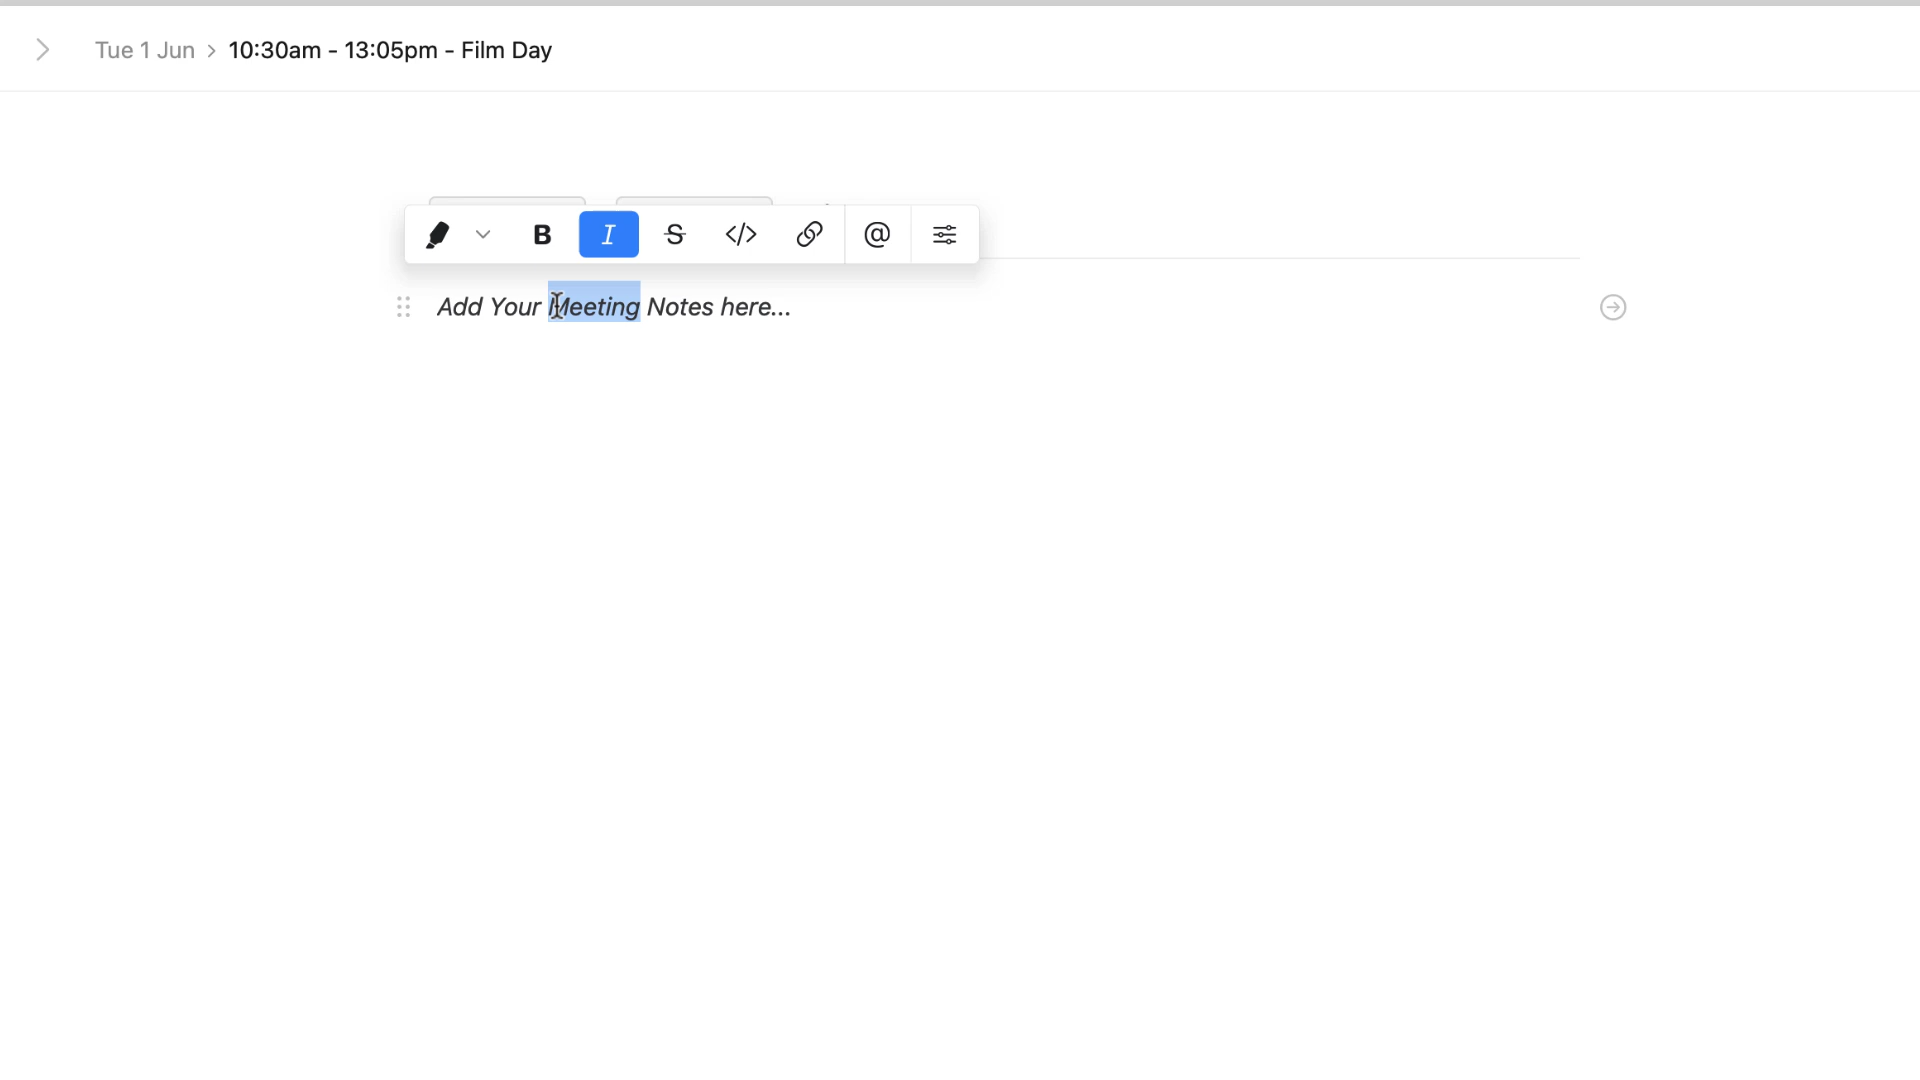 Tue 1 Jun > 10:30am - 13:05pm - Film Day
B I S </> @
Add Your Meeting Notes here...